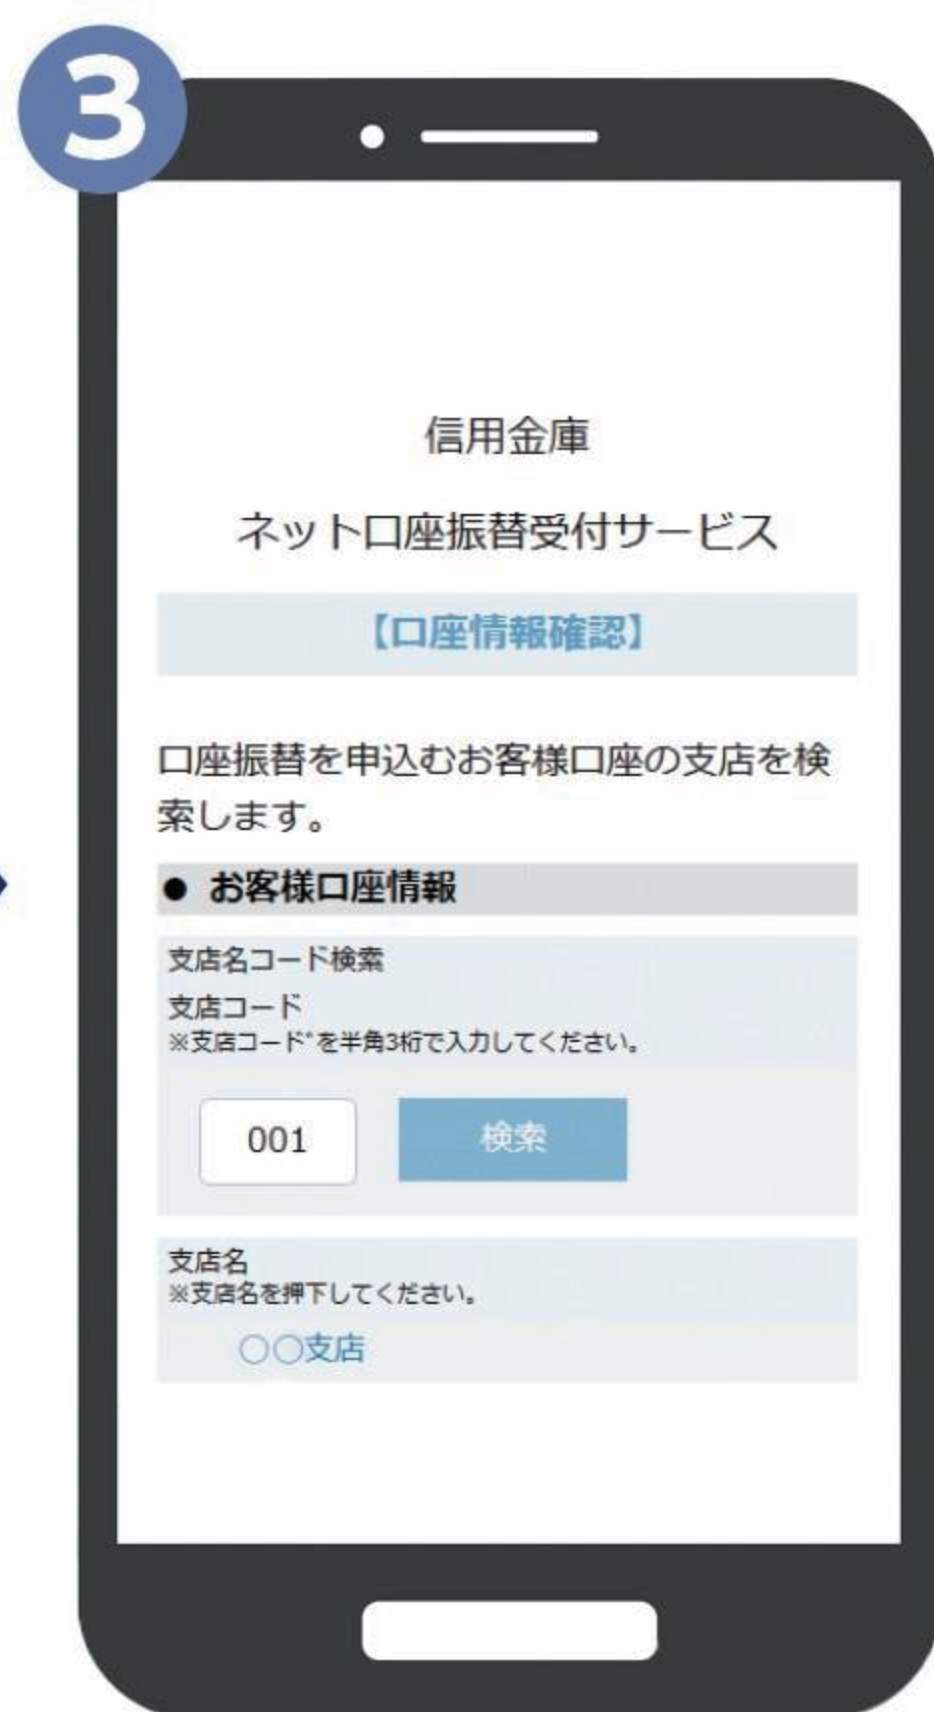 3
信用金庫
ネット口座振替受付サービス
【口座情報確認】
口座振替を申込むお客様口座の支店を検
索します。
● お客様口座情報
支店名コード検索
支店コード
※支店コード゛を半角3桁で入力してください。
001 検索
支店名
※支店名を押下してください。
○○支店